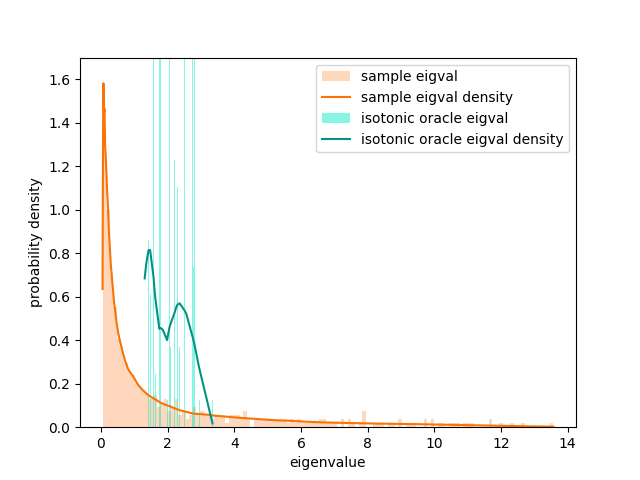 sample eigval
sample eigval density
isotonic oracle eigval
isotonic oracle eigval density
probability density
1.6
1.4
1.2
1.0
0.8
0.6
0.4
0.2
0.0
0 2 4 6 8 10 12 14
eigenvalue